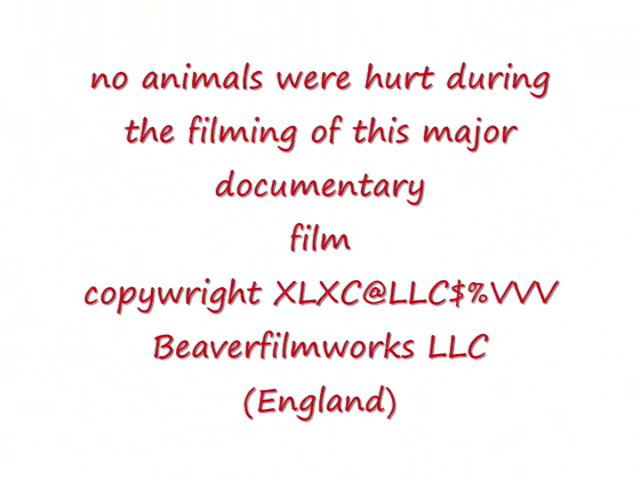 no animals were hurt during
the filming of this major
documentary
film
copywright XLXC@LLC$%VVV
Beaverfilmworks LLC
(England)